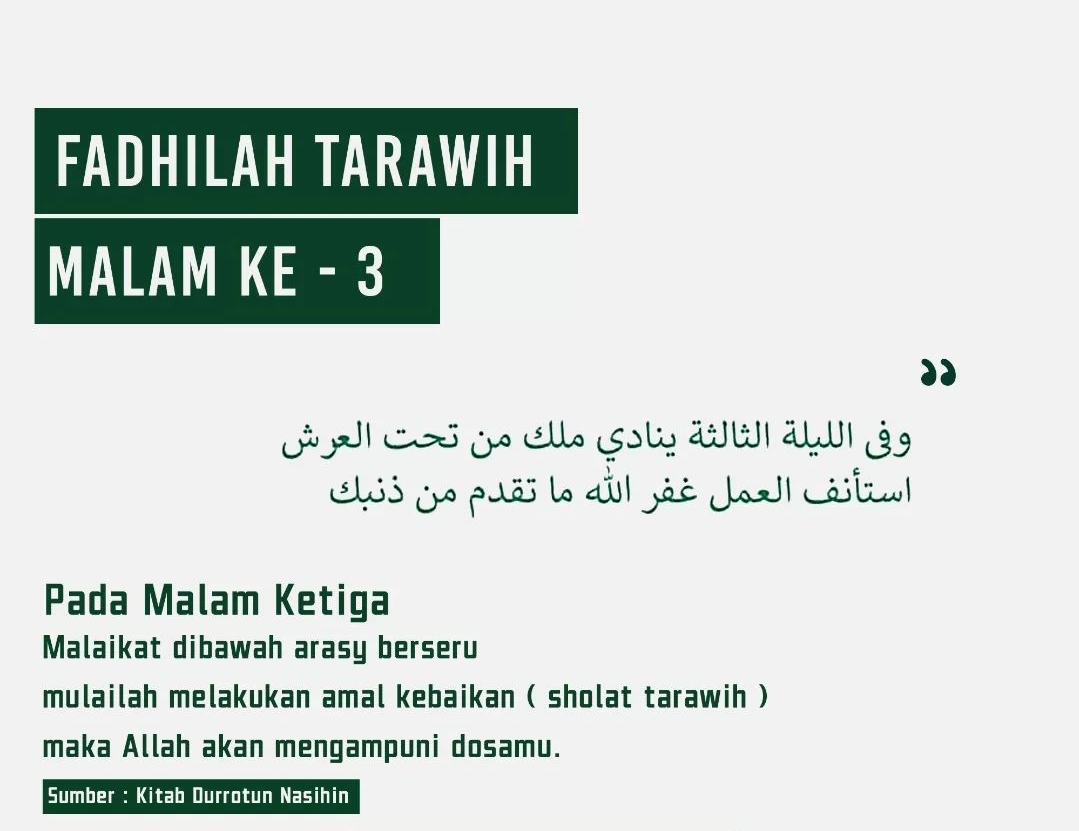 FADHILAH TARAWIH
MALAM KE - 3
”
وفى الليلة الثالثة ينادي ملك من تحت العرش
استأنف العمل غفر الله ما تقدم من ذنبك
Pada Malam Ketiga
Malaikat dibawah arasy berseru
mulailah melakukan amal kebaikan ( sholat tarawih )
maka Allah akan mengampuni dosamu.
Sumber : Kitab Durrotun Nasihin